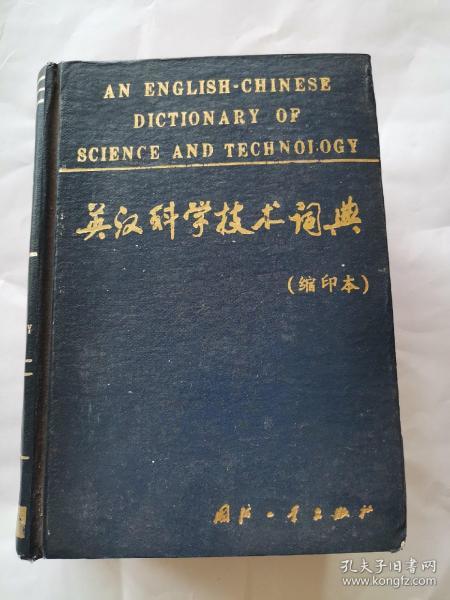 AN ENGLISH-CHINESE
DICTIONARY OF
SCIENCE AND TECHNOLOGY
英汉科学技术词典
(缩印本)
国防工业出版社
孔夫子旧书网
www.kongfz.com